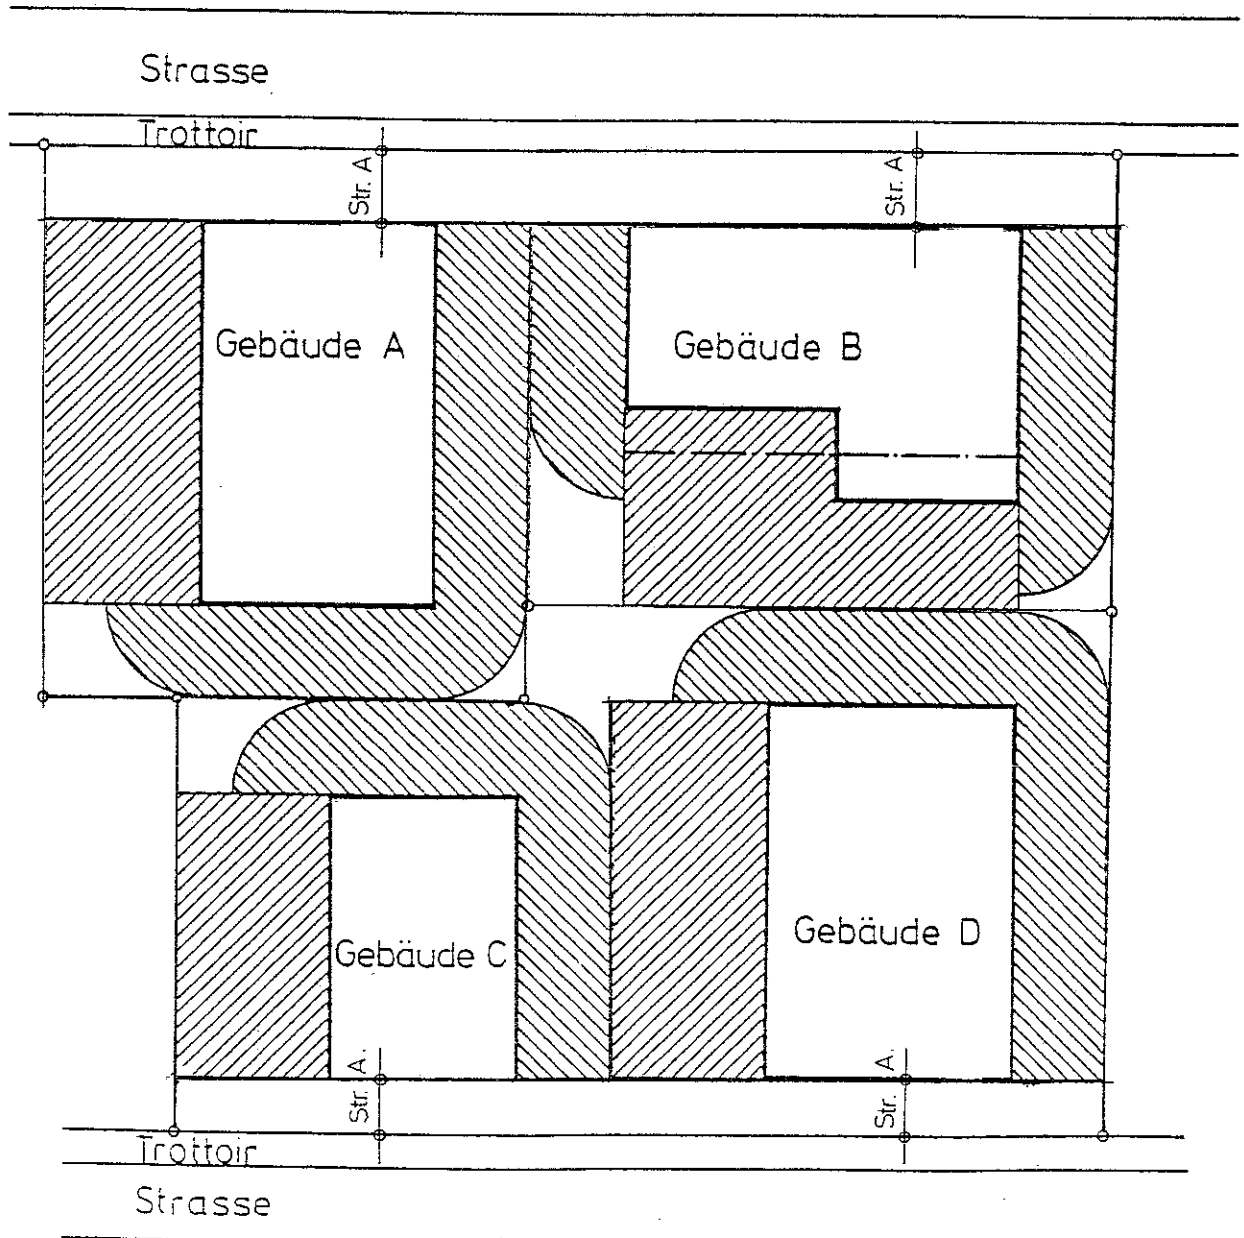 Strasse
Trottoir
Str. A
Str. A
Gebäude A
Gebäude B
Gebäude C
Gebäude D
Str. A.
Str. A.
Trottoir
Strasse